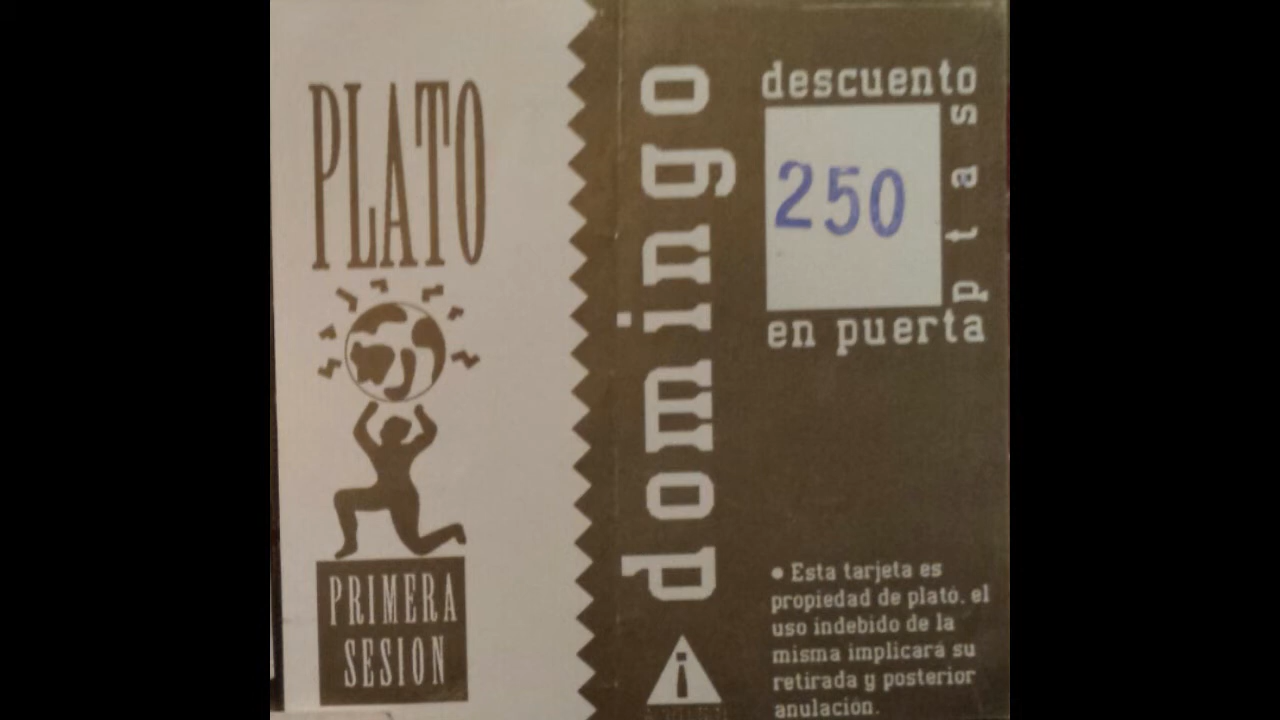 PLATO
PRIMERA
SESION
domingo
descuento
250
ptas
en puerta
• Esta tarjeta es
propiedad de plató. el
uso indebido de la
misma implicará su
retirada y posterior
anulación.